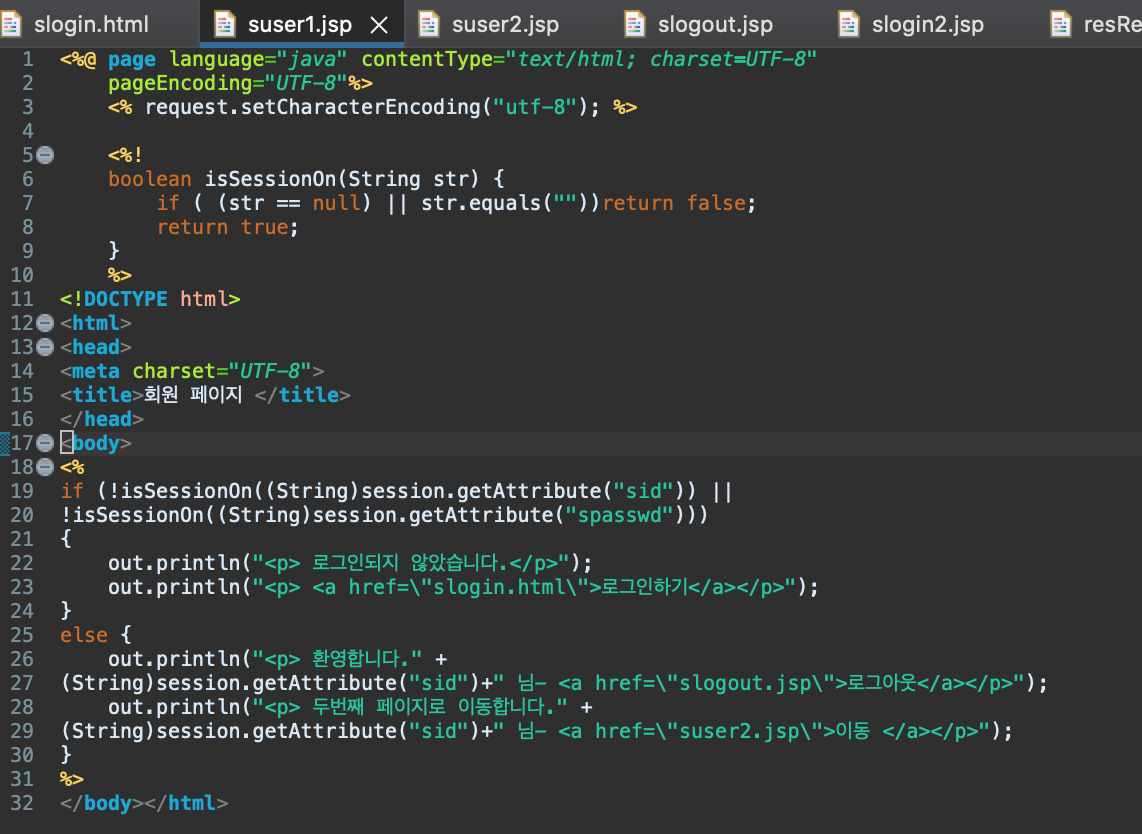 slogin.html suser1.jsp suser2.jsp slogout.jsp slogin2.jsp resRe
1 <%@ page language="java" contentType="text/html; charset=UTF-8"
2     pageEncoding="UTF-8"%>
3     <% request.setCharacterEncoding("utf-8"); %>
4
5     <%!
6     boolean isSessionOn(String str) {
7         if ( (str == null) || str.equals(""))return false;
8         return true;
9     }
10     %>
11 <!DOCTYPE html>
12 <html>
13 <head>
14 <meta charset="UTF-8">
15 <title>회원 페이지 </title>
16 </head>
17 <body>
18 <%
19 if (!isSessionOn((String)session.getAttribute("sid")) ||
20 !isSessionOn((String)session.getAttribute("spasswd")))
21 {
22     out.println("<p> 로그인되지 않았습니다.</p>");
23     out.println("<p> <a href=\"slogin.html\">로그인하기</a></p>");
24 }
25 else {
26     out.println("<p> 환영합니다." +
27 (String)session.getAttribute("sid")+" 님- <a href=\"slogout.jsp\">로그아웃</a></p>");
28     out.println("<p> 두번째 페이지로 이동합니다." +
29 (String)session.getAttribute("sid")+" 님- <a href=\"suser2.jsp\">이동 </a></p>");
30 }
31 %>
32 </body></html>